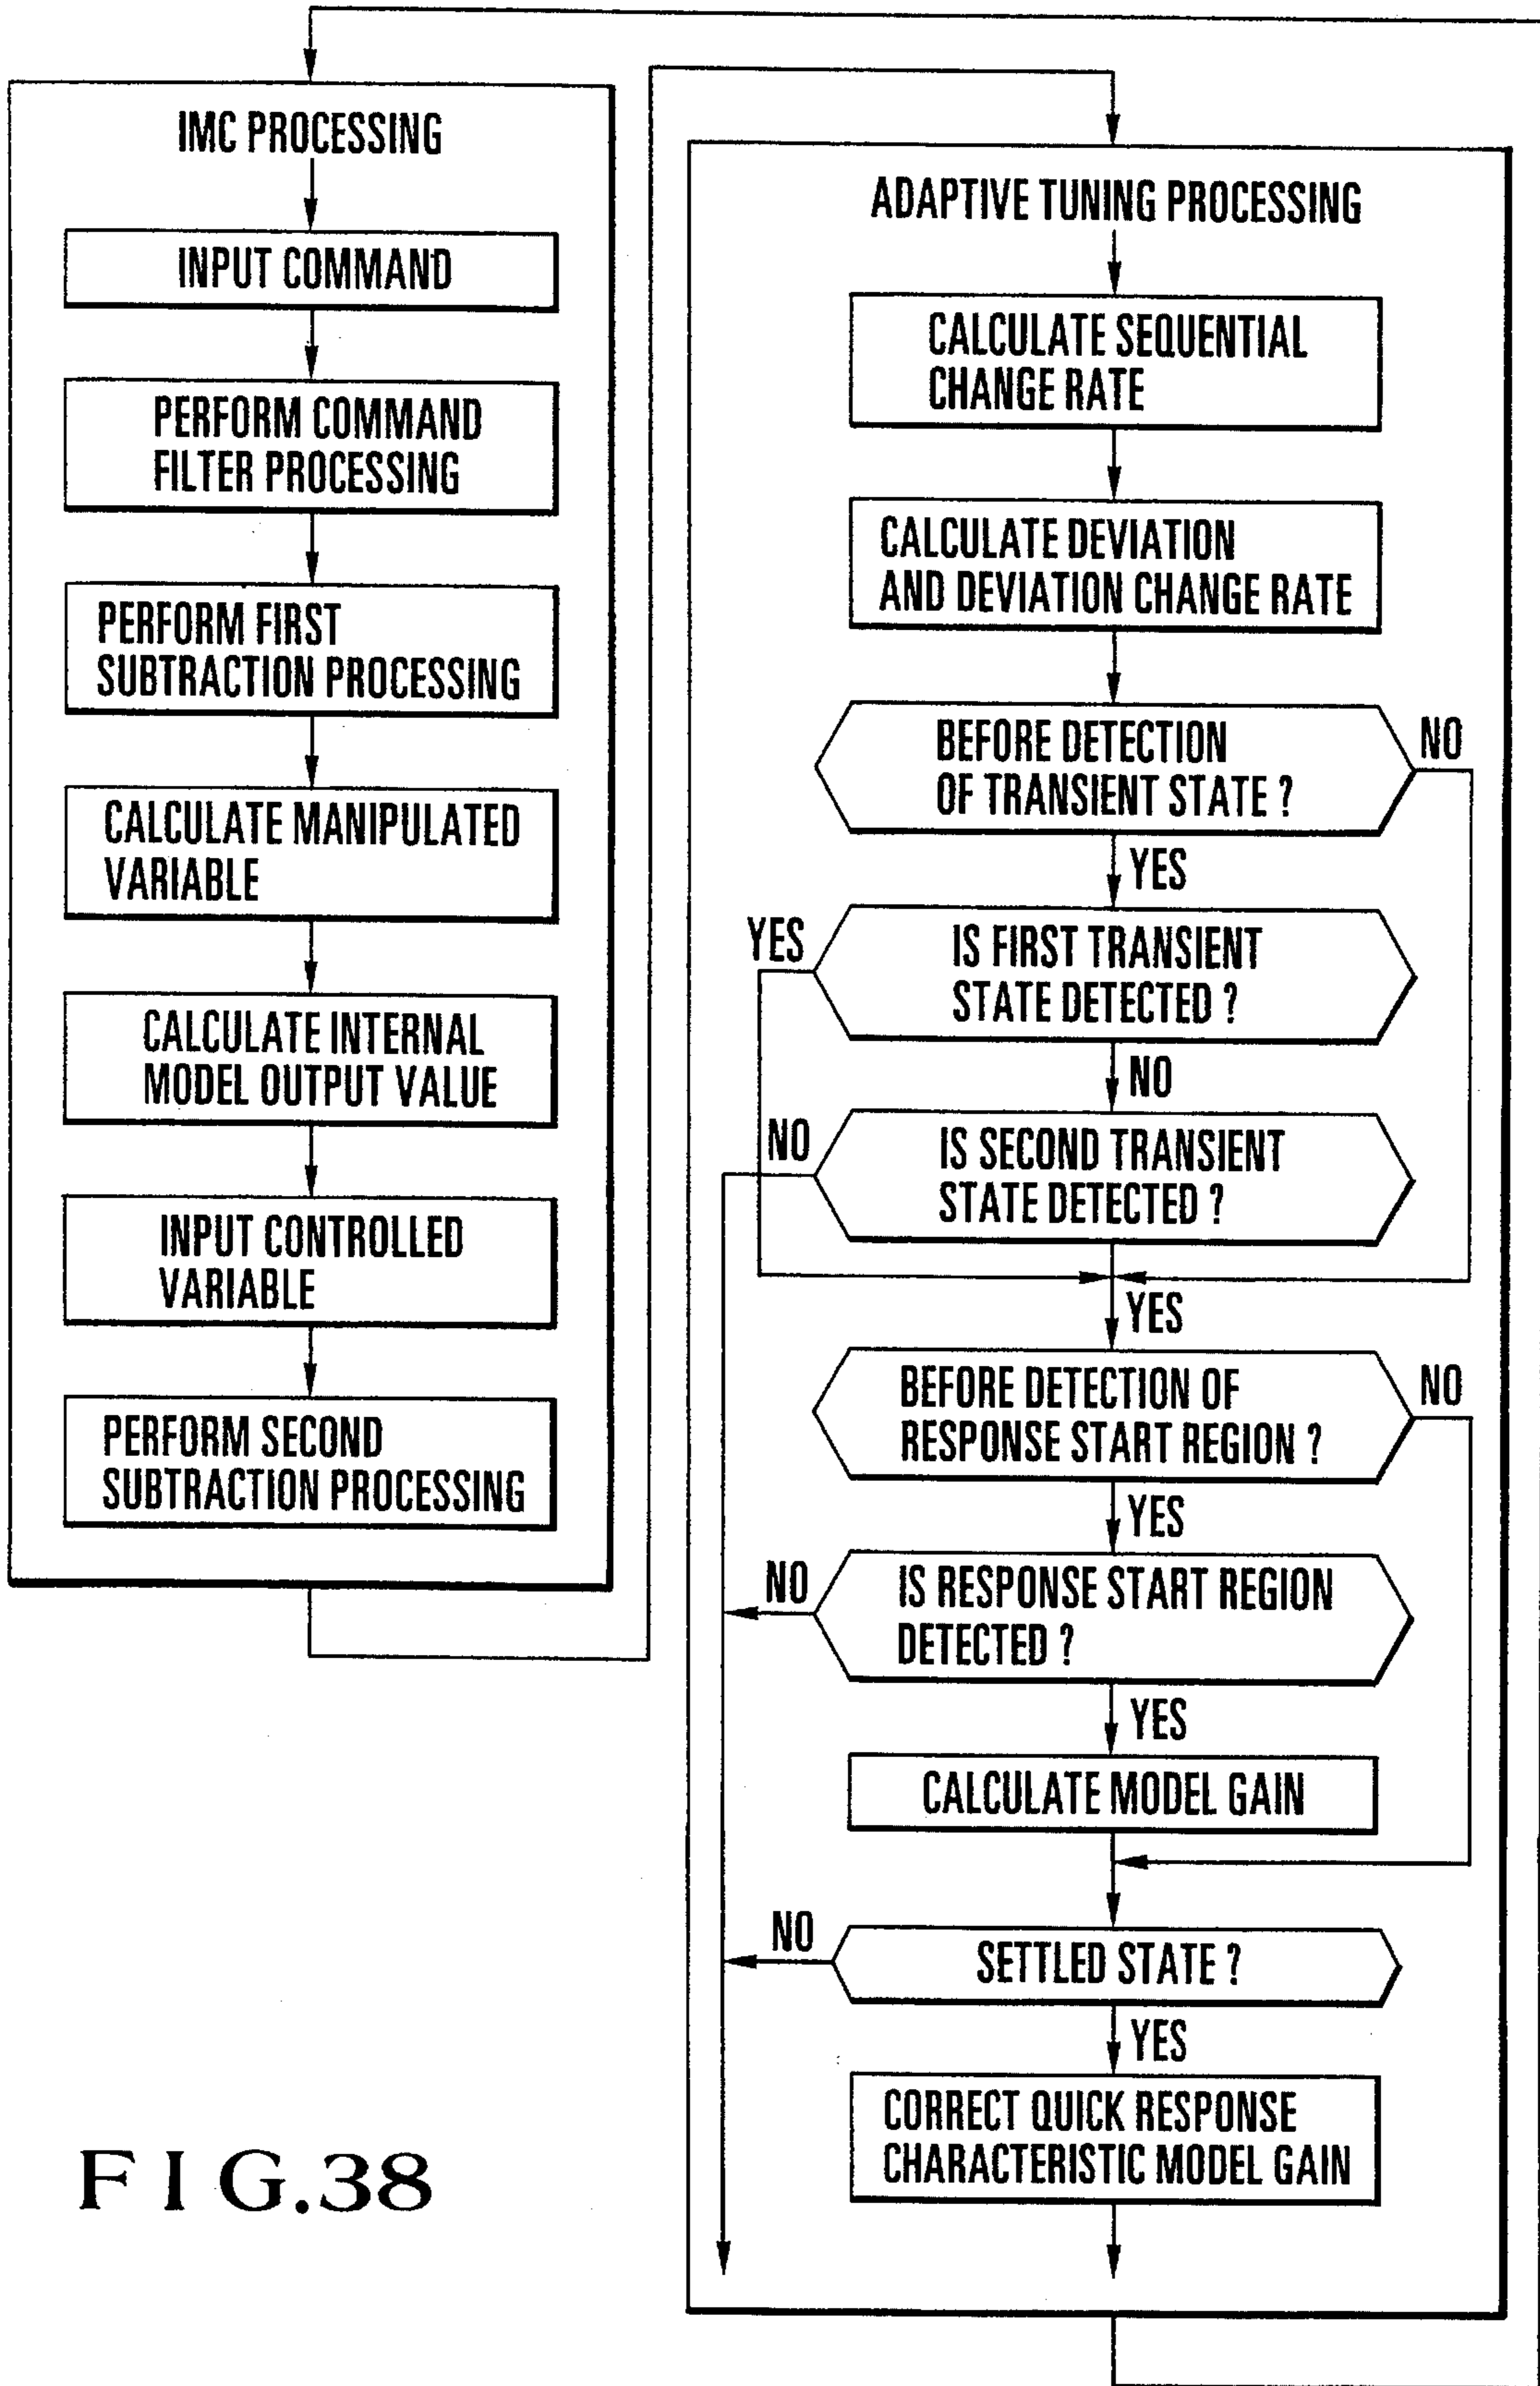 IMC PROCESSING
INPUT COMMAND
PERFORM COMMAND
FILTER PROCESSING
PERFORM FIRST
SUBTRACTION PROCESSING
CALCULATE MANIPULATED
VARIABLE
CALCULATE INTERNAL
MODEL OUTPUT VALUE
INPUT CONTROLLED
VARIABLE
PERFORM SECOND
SUBTRACTION PROCESSING
ADAPTIVE TUNING PROCESSING
CALCULATE SEQUENTIAL
CHANGE RATE
CALCULATE DEVIATION
AND DEVIATION CHANGE RATE
BEFORE DETECTION
OF TRANSIENT STATE ?
NO
YES
IS FIRST TRANSIENT
STATE DETECTED ?
YES
NO
IS SECOND TRANSIENT
STATE DETECTED ?
NO
YES
BEFORE DETECTION OF
RESPONSE START REGION ?
NO
YES
IS RESPONSE START REGION
DETECTED ?
NO
YES
CALCULATE MODEL GAIN
SETTLED STATE ?
NO
YES
CORRECT QUICK RESPONSE
CHARACTERISTIC MODEL GAIN
FIG.38